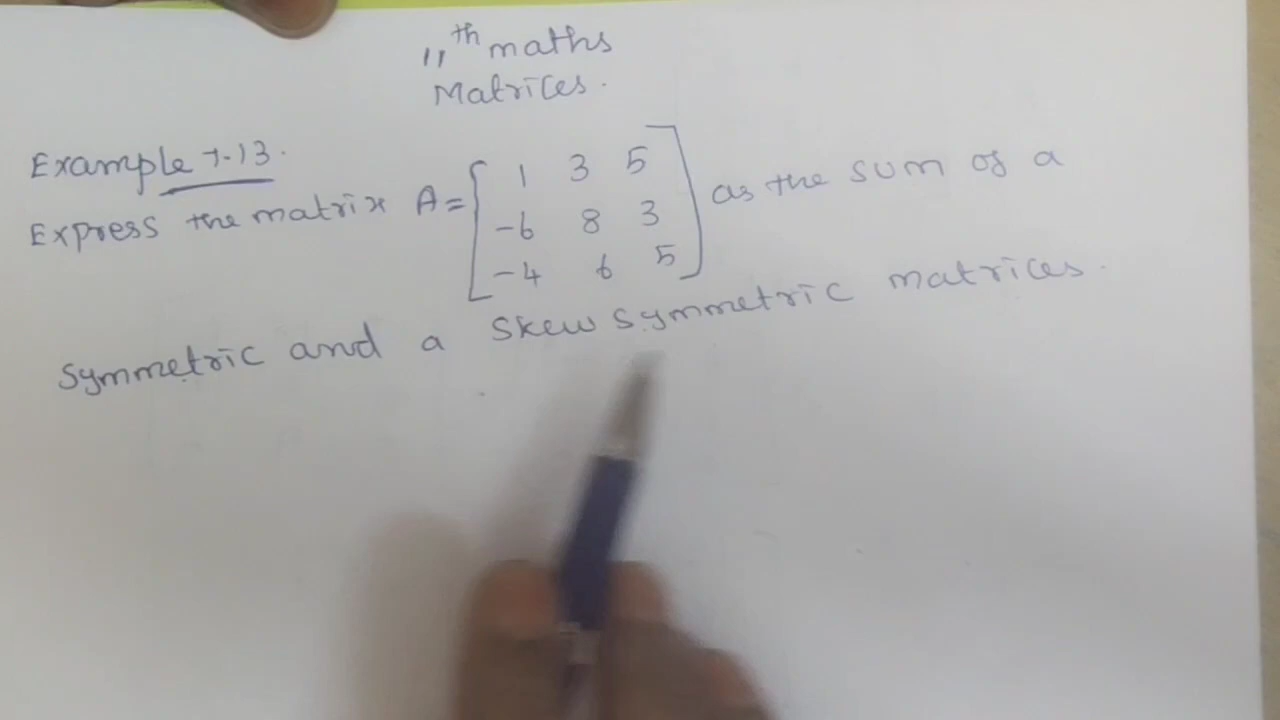 11th maths
Matrices.
Example 7.13.
Express the matrix A = [ 1 3 5 ] as the sum of a
-6 8 3
-4 6 5
Symmetric and a Skew Symmetric matrices.